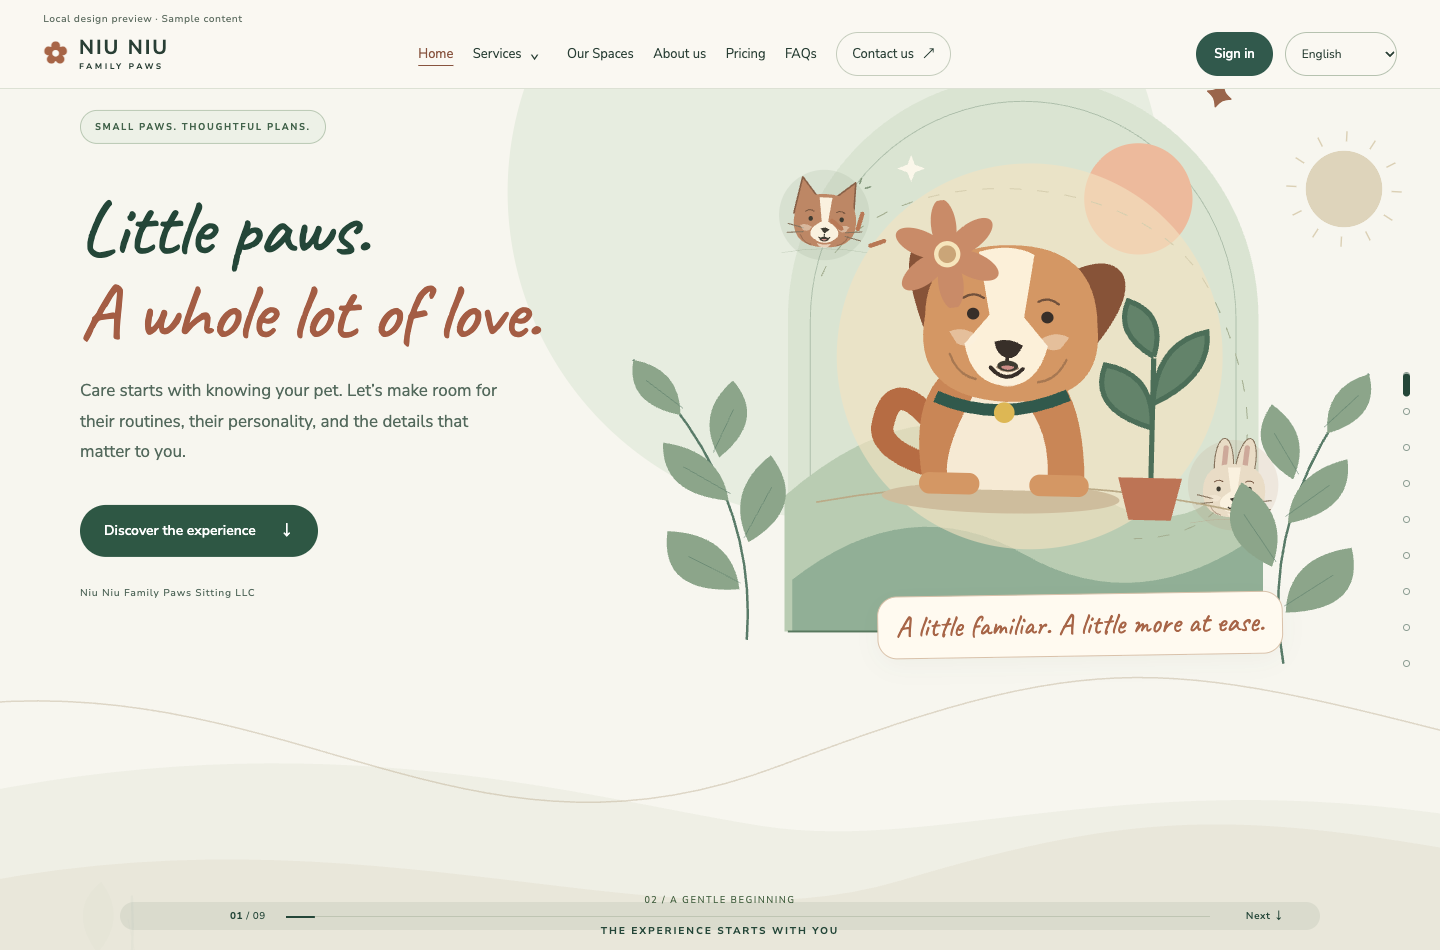 Local design preview · Sample content
NIU NIU
FAMILY PAWS
Home
Services
Our Spaces
About us
Pricing
FAQs
Contact us ↗
Sign in
English
SMALL PAWS. THOUGHTFUL PLANS.
Little paws.
A whole lot of love.
Care starts with knowing your pet. Let's make room for
their routines, their personality, and the details that
matter to you.
Discover the experience ↓
Niu Niu Family Paws Sitting LLC
A little familiar. A little more at ease.
02 / A GENTLE BEGINNING
01 / 09
Next ↓
THE EXPERIENCE STARTS WITH YOU